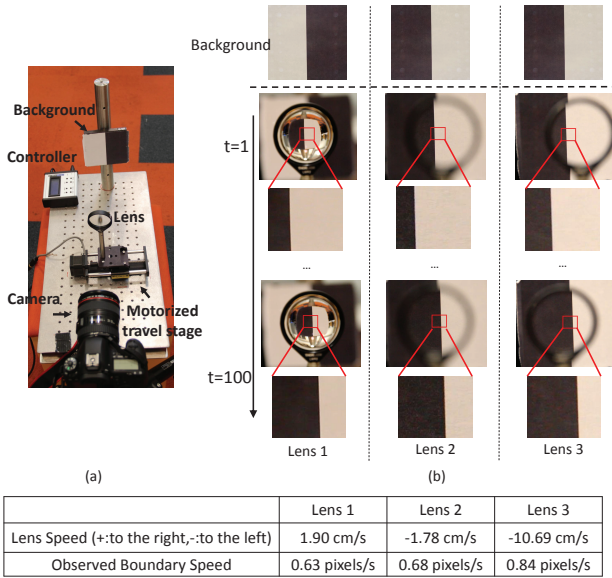 Background
Background
Controller
t=1
Lens
...
...
...
Camera
Motorized
travel stage
t=100
Lens 1
Lens 2
Lens 3
(a)
(b)
Lens 1 Lens 2 Lens 3
Lens Speed (+:to the right,-:to the left) 1.90 cm/s -1.78 cm/s -10.69 cm/s
Observed Boundary Speed 0.63 pixels/s 0.68 pixels/s 0.84 pixels/s